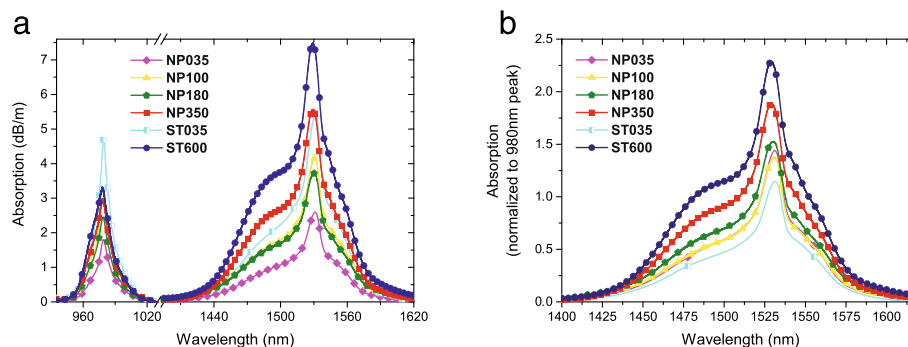 a
Absorption (dB/m)
7
6
5
4
3
2
1
0
NP035
NP100
NP180
NP350
ST035
ST600
960 1020 1440 1500 1560 1620
Wavelength (nm)
b
Absorption
(normalized to 980nm peak)
2.5
2.0
1.5
1.0
0.5
0.0
NP035
NP100
NP180
NP350
ST035
ST600
1400 1425 1450 1475 1500 1525 1550 1575 1600
Wavelength (nm)